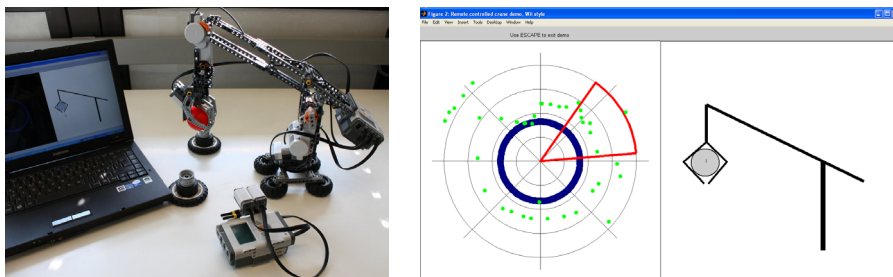 Figure 2: Remote controlled crane demo, Wii style
File Edit View Insert Tools Desktop Window Help
Use ESCAPE to exit demo
1